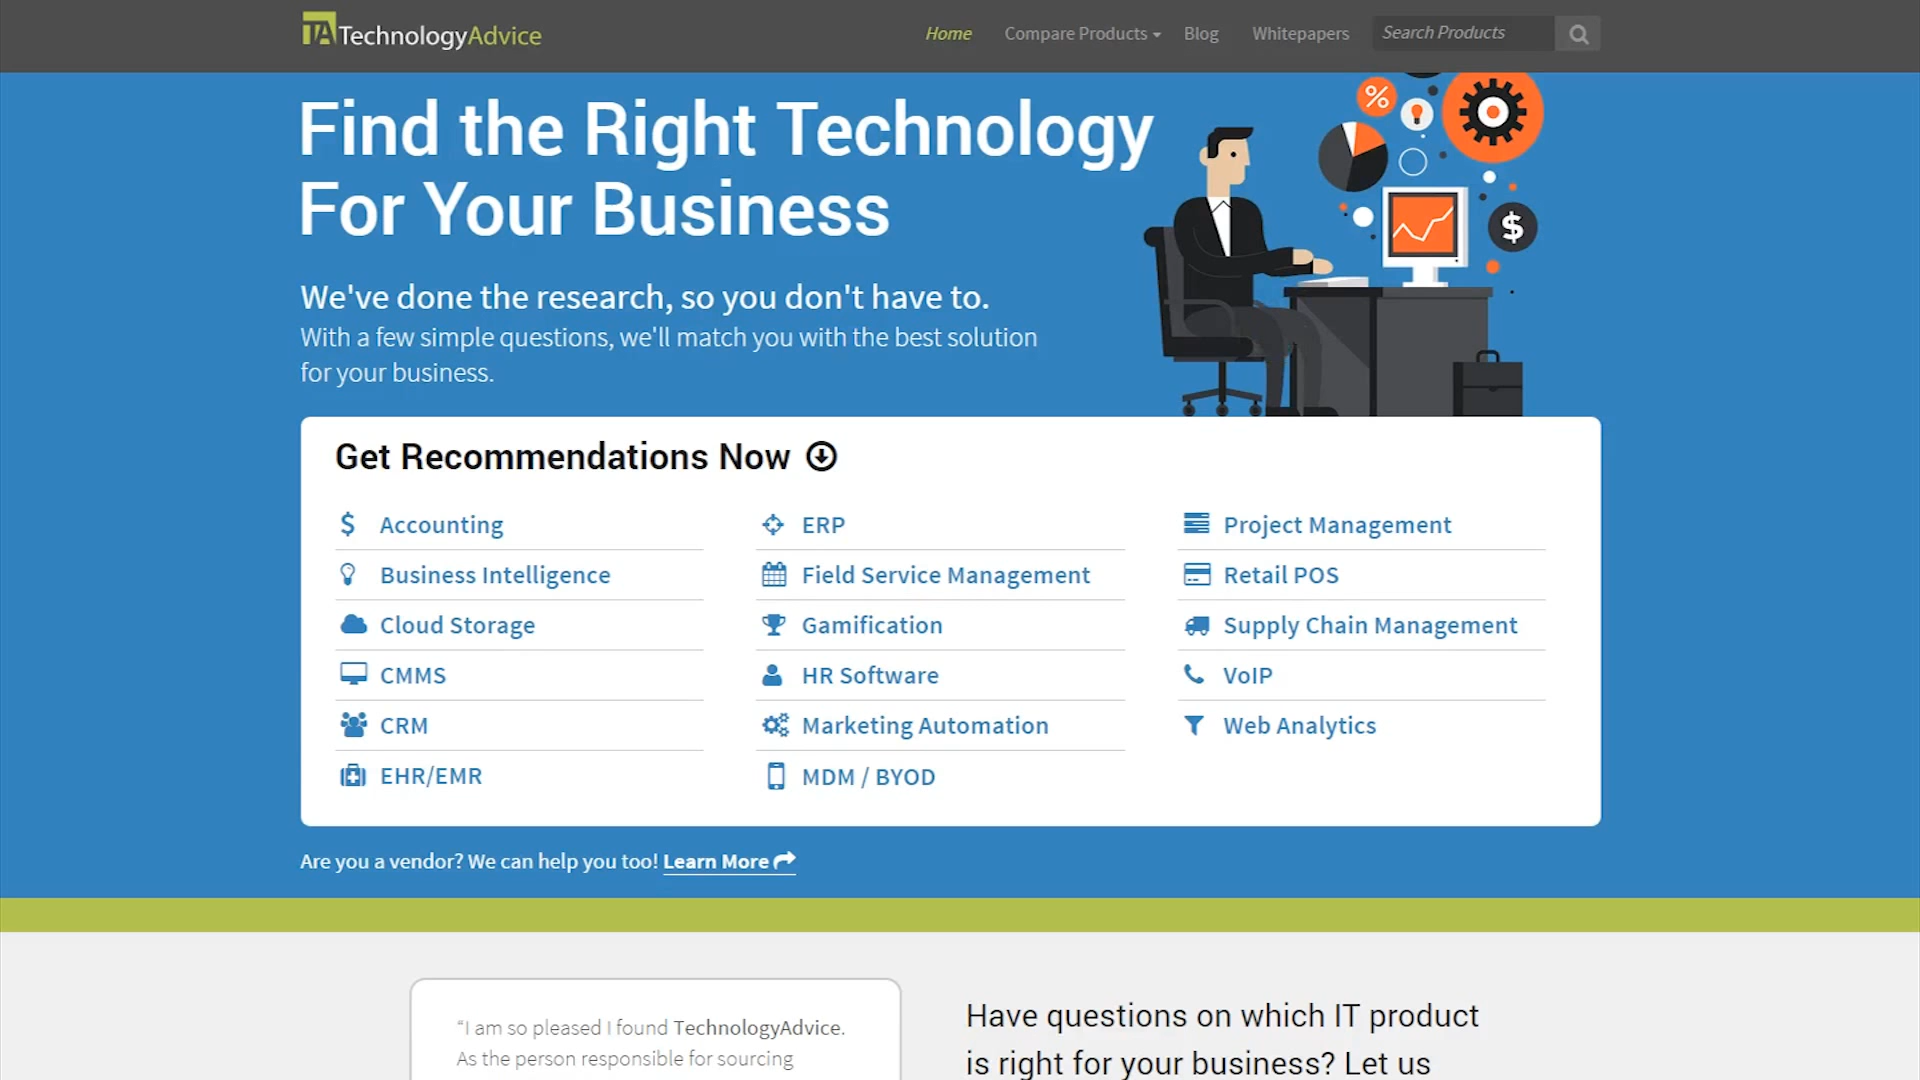 TA TechnologyAdvice
Home Compare Products Blog Whitepapers Search Products
Find the Right Technology
For Your Business
%
$
We've done the research, so you don't have to.
With a few simple questions, we'll match you with the best solution
for your business.
Get Recommendations Now
$ Accounting
Business Intelligence
Cloud Storage
CMMS
CRM
EHR/EMR
ERP
Field Service Management
Gamification
HR Software
Marketing Automation
MDM / BYOD
Project Management
Retail POS
Supply Chain Management
VoIP
Web Analytics
Are you a vendor? We can help you too! Learn More
“I am so pleased I found TechnologyAdvice.
As the person responsible for sourcing
Have questions on which IT product
is right for your business? Let us